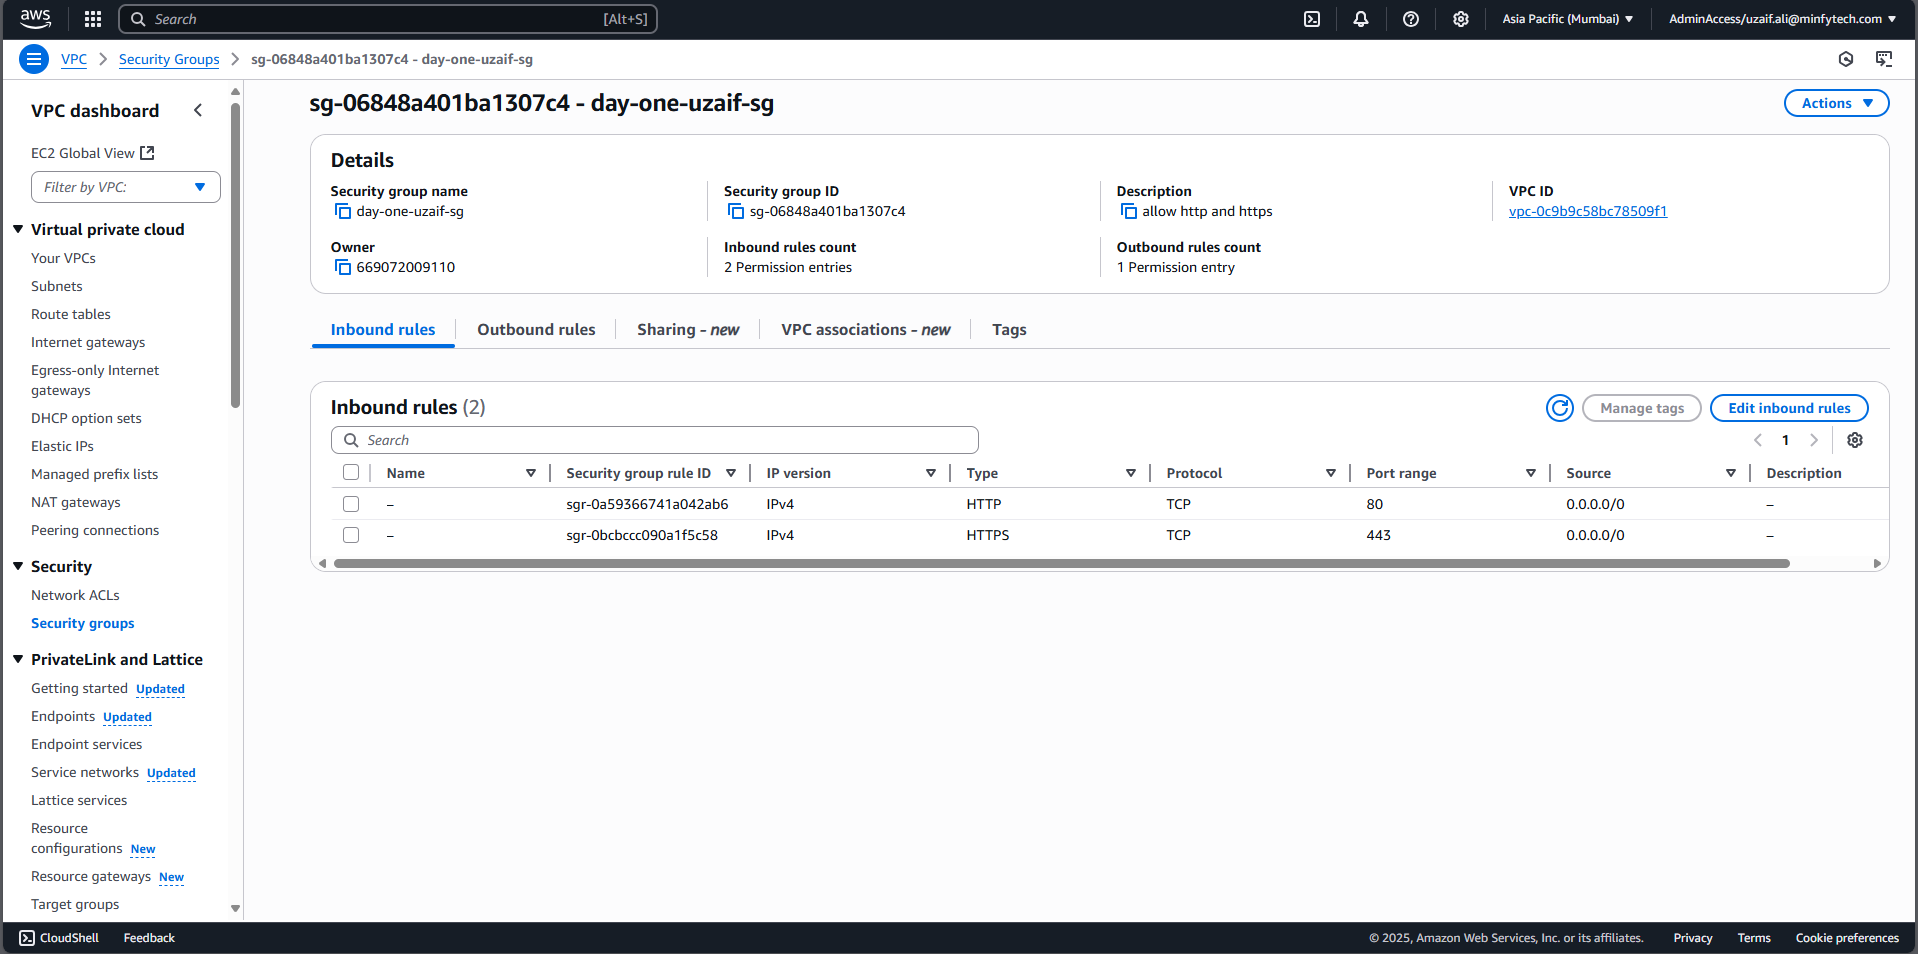 aws
Search [Alt+S]
Asia Pacific (Mumbai)
AdminAccess/uzaif.ali@minfytech.com
VPC
Security Groups
sg-06848a401ba1307c4 - day-one-uzaif-sg
VPC dashboard
EC2 Global View
Filter by VPC:
Virtual private cloud
Your VPCs
Subnets
Route tables
Internet gateways
Egress-only Internet
gateways
DHCP option sets
Elastic IPs
Managed prefix lists
NAT gateways
Peering connections
Security
Network ACLs
Security groups
PrivateLink and Lattice
Getting started Updated
Endpoints Updated
Endpoint services
Service networks Updated
Lattice services
Resource
configurations New
Resource gateways New
Target groups
sg-06848a401ba1307c4 - day-one-uzaif-sg
Actions
Details
Security group name
day-one-uzaif-sg
Security group ID
sg-06848a401ba1307c4
Description
allow http and https
VPC ID
vpc-0c9b9c58bc78509f1
Owner
669072009110
Inbound rules count
2 Permission entries
Outbound rules count
1 Permission entry
Inbound rules
Outbound rules
Sharing - new
VPC associations - new
Tags
Inbound rules (2)
Manage tags
Edit inbound rules
Search
1
Name Security group rule ID IP version Type Protocol Port range Source Description
– sgr-0a59366741a042ab6 IPv4 HTTP TCP 80 0.0.0.0/0 –
– sgr-0bcbccc090a1f5c58 IPv4 HTTPS TCP 443 0.0.0.0/0 –
CloudShell
Feedback
© 2025, Amazon Web Services, Inc. or its affiliates.
Privacy
Terms
Cookie preferences